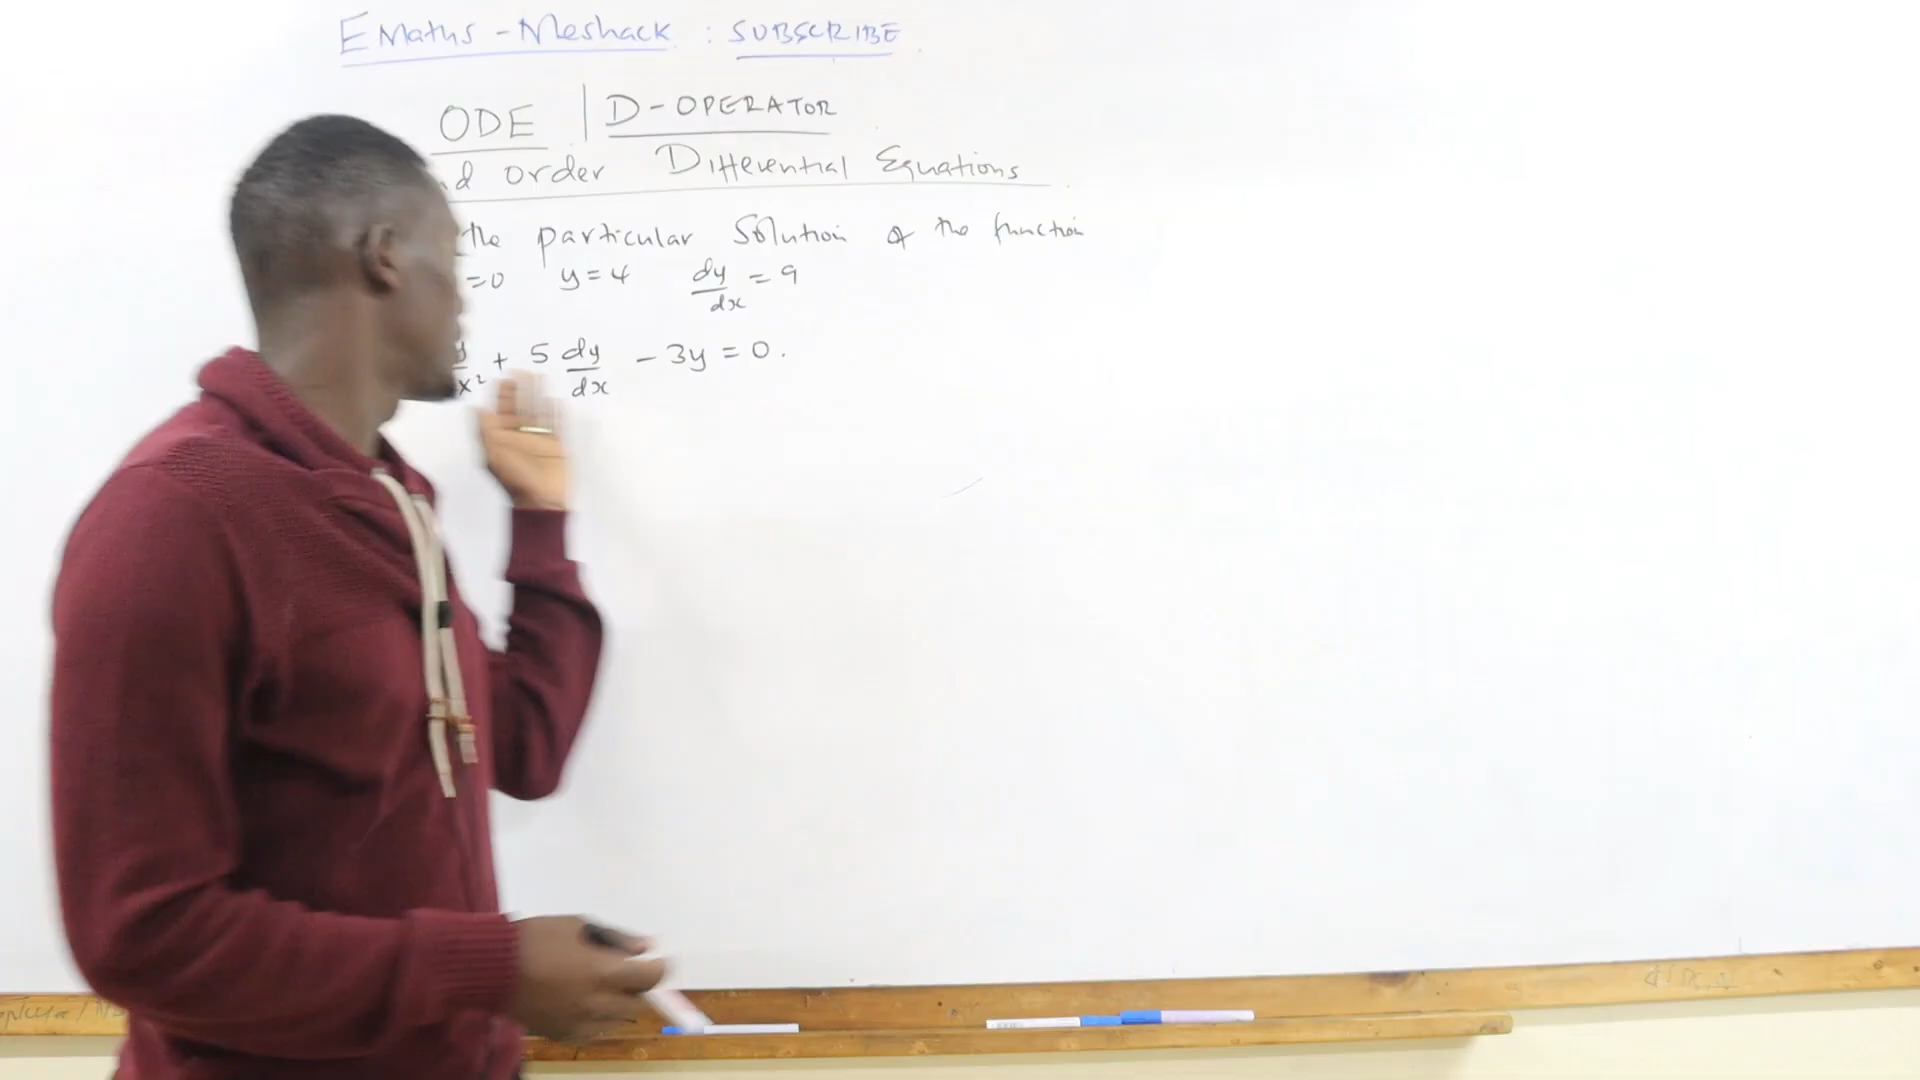 EMaths - Meshack : SUBSCRIBE
ODE | D-OPERATOR
d order Differential Equations
the particular Solution of the function
=0 y=4 dy/dx = 9
y/x² + 5 dy/dx - 3y = 0.